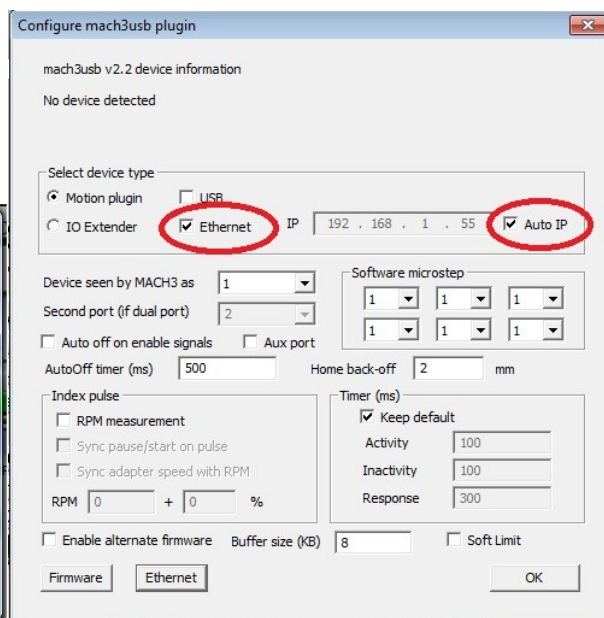 Configure mach3usb plugin
mach3usb v2.2 device information
No device detected
Select device type
Motion plugin USB
IO Extender Ethernet IP 192 . 168 . 1 . 55 Auto IP
Device seen by MACH3 as 1
Second port (if dual port) 2
Auto off on enable signals Aux port
AutoOff timer (ms) 500
Software microstep
1 1 1
1 1 1
Home back-off 2 mm
Index pulse
RPM measurement
Sync pause/start on pulse
Sync adapter speed with RPM
RPM 0 + 0 %
Timer (ms)
Keep default
Activity 100
Inactivity 100
Response 300
Enable alternate firmware Buffer size (KB) 8 Soft Limit
Firmware Ethernet OK